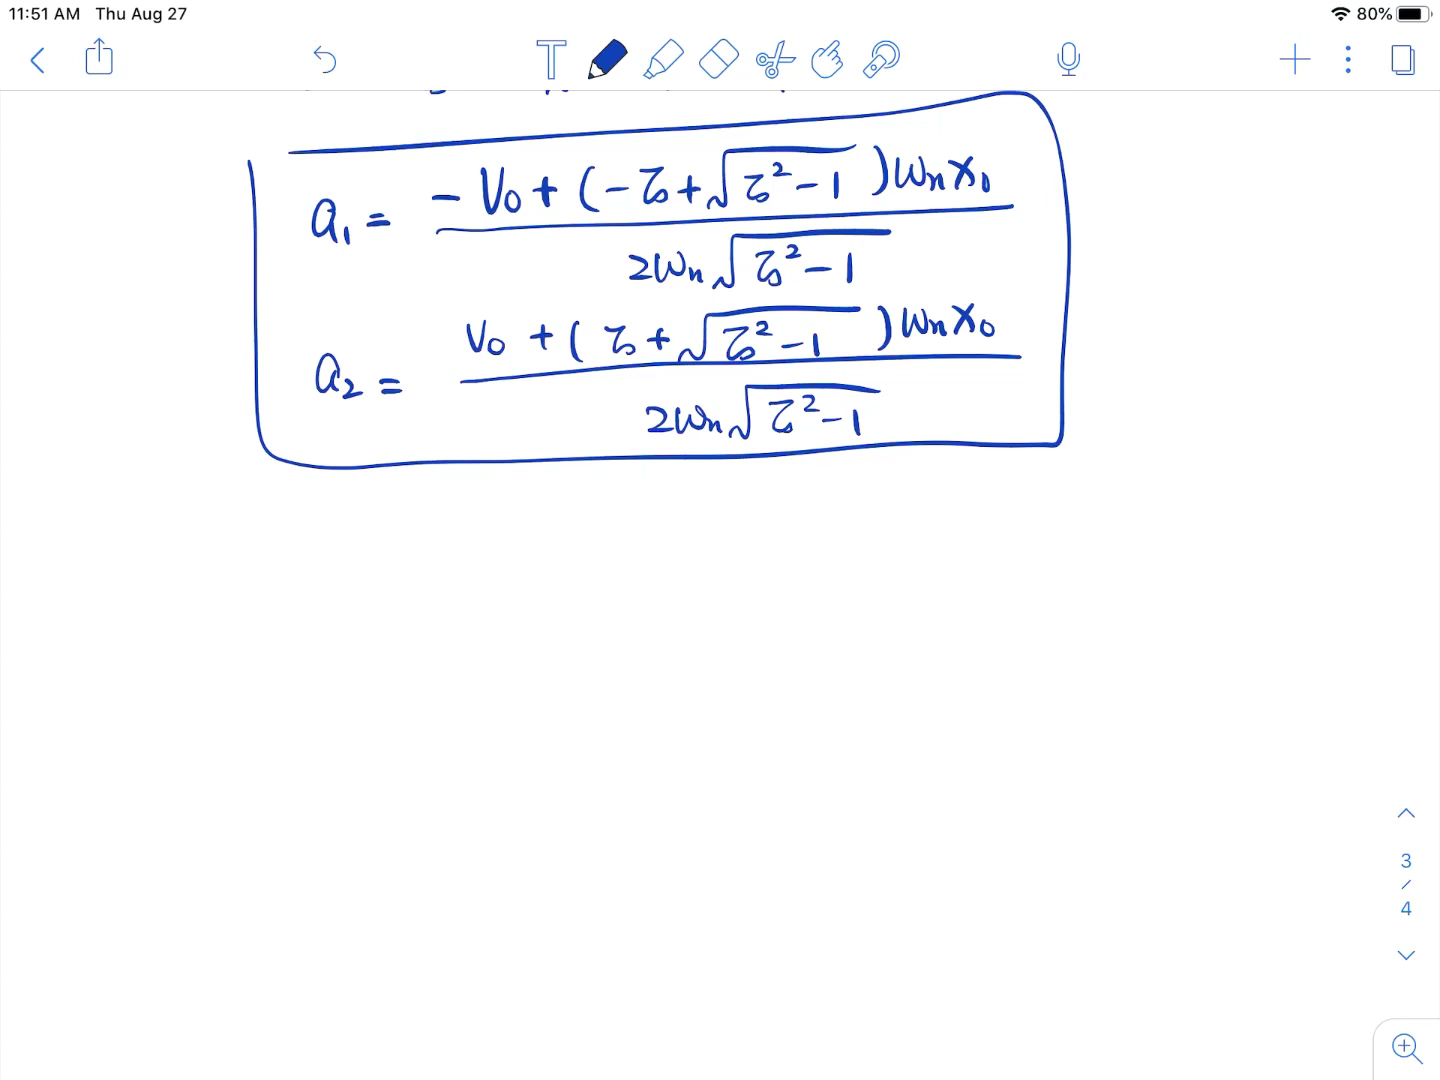 11:51 AM Thu Aug 27 80%
T
a₁ = (-V₀ + (-ζ + √(ζ² - 1))ωₙx₀) / (2ωₙ√(ζ² - 1))
a₂ = (V₀ + (ζ + √(ζ² - 1))ωₙx₀) / (2ωₙ√(ζ² - 1))
3
/
4